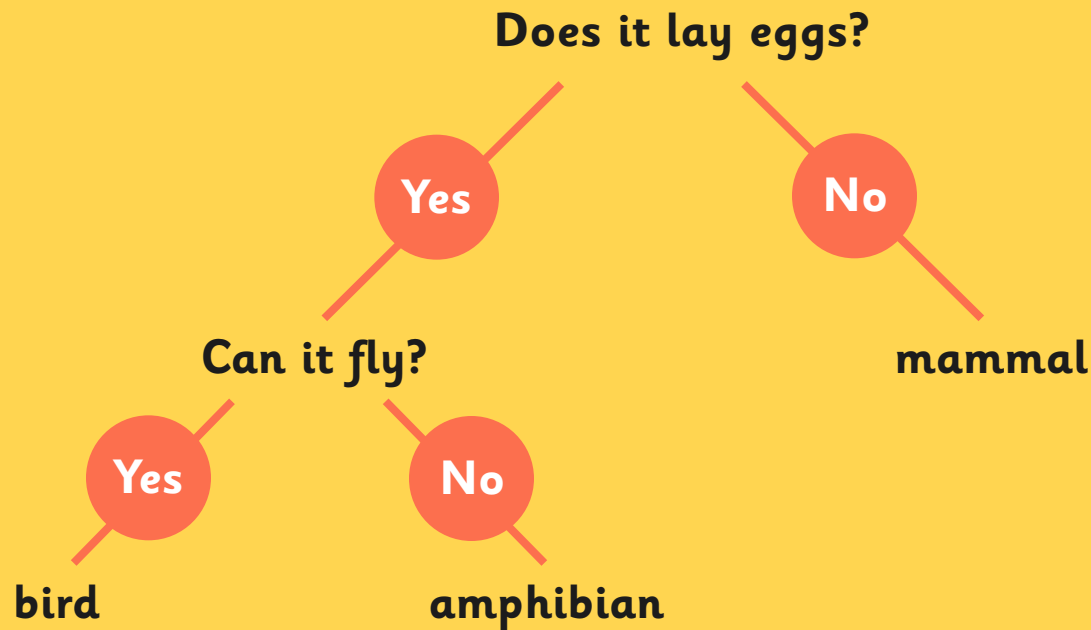 Does it lay eggs?
Yes
No
Can it fly?
mammal
Yes
No
bird
amphibian